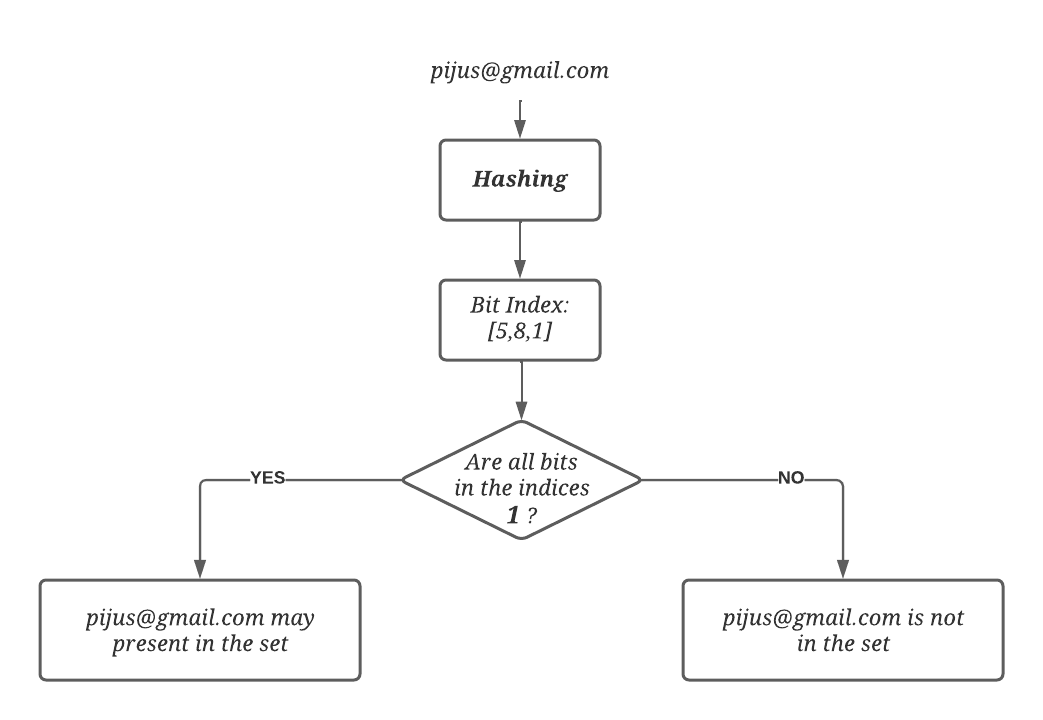 pijus@gmail.com
Hashing
Bit Index:
[5,8,1]
Are all bits
in the indices
1 ?
YES
NO
pijus@gmail.com may
present in the set
pijus@gmail.com is not
in the set